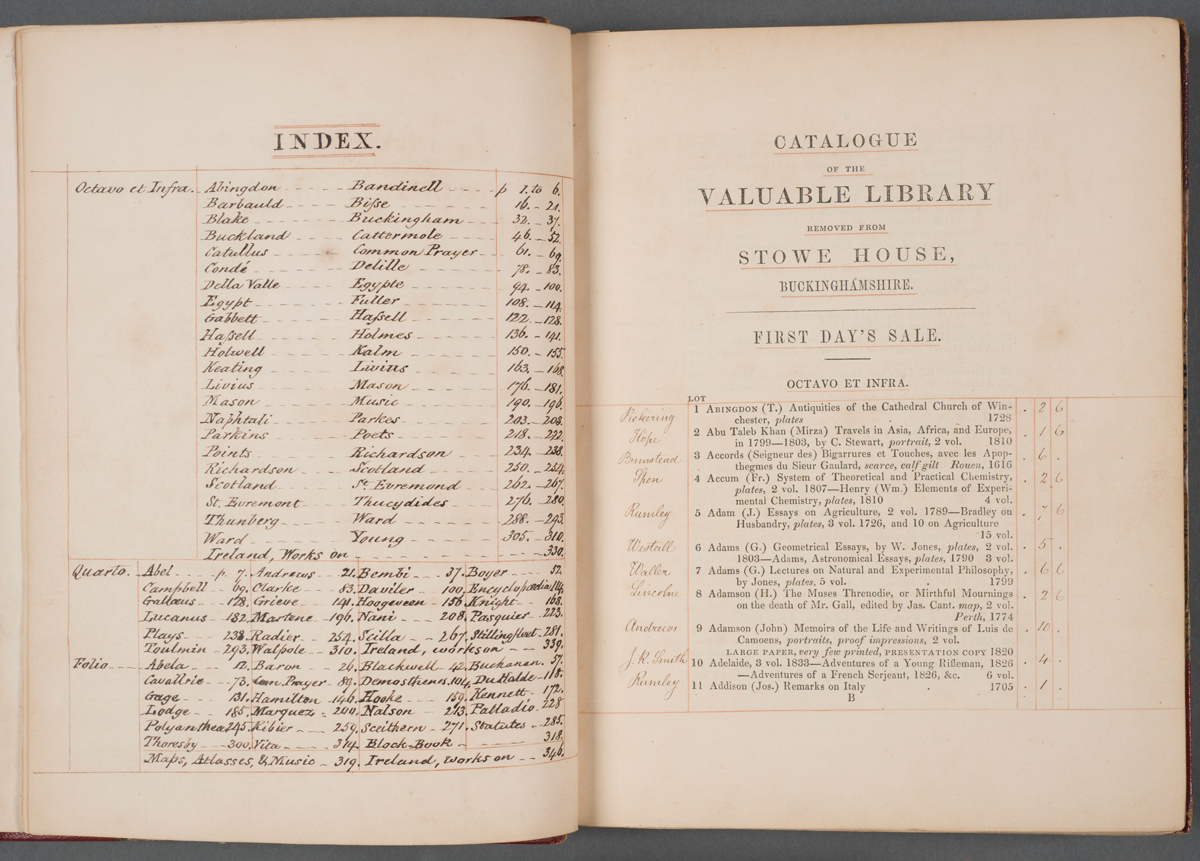 INDEX.
Octavo et Infra. Abingdon Bandinell p 1. to 6.
Barbauld Biſse 16. – 21.
Blake Buckingham 32. – 37.
Buckland Cattermole 46. – 52.
Catullus Common Prayer 61. – 69.
Condé Delille 78. – 83.
Della Valle Egypte 94. – 100.
Egypt Fuller 108. – 114.
Gabbett Haſsell 122. – 128.
Haſsell Holmes 136. – 141.
Holwell Kalm 150. – 155.
Keating Livius 163. – 168.
Livius Mason 176. – 181.
Mason Music 190. – 196.
Naphtali Parkes 203. – 208.
Parkins Poets 218. – 222.
Points Richardson 234. – 238.
Richardson Scotland 250. – 254.
Scotland St. Evremond 262. – 267.
St. Evremont Thucydides 276. – 280.
Thunberg Ward 288. – 293.
Ward Young 305. – 310.
Ireland, Works on 330.
Quarto. Abel p. 7. Andrews 21. Bembi 37. Boyer 52.
Campbell 69. Clarke 83. Daviler 100. Encyclopædia 114.
Gallæus 128. Grieve 141. Hoogeveen 156. Knight 168.
Lucanus 182. Martene 196. Nani 208. Pasquier 223.
Plays 238. Radier 254. Scilla 267. Stillingfleet 281.
Toulmin 293. Walpole 310. Ireland, works on 339.
Folio Abela 12. Baron 26. Blackwell 42. Buchanan 57.
Cavallrie 73. Com. Prayer 89. Demosthenes 104. Du Halde 118.
Gage 131. Hamilton 146. Hooke 159. Kennett 172.
Lodge 185. Marquez 200. Nalson 213. Palladio 228
Polyanthea 245. Ribier 259. Sceithern 271. Statutes 285.
Thoresby 300. Vita 314. Block-Book 318.
Maps, Atlasses, & Music 319. Ireland, works on 346.
CATALOGUE
OF THE
VALUABLE LIBRARY
REMOVED FROM
STOWE HOUSE,
BUCKINGHAMSHIRE.
FIRST DAY'S SALE.
OCTAVO ET INFRA.
LOT
Pickering 1 ABINGDON (T.) Antiquities of the Cathedral Church of Win- . 2 6
chester, plates . 1728
Hope 2 Abu Taleb Khan (Mirza) Travels in Asia, Africa, and Europe, . 1 6
in 1799—1803, by C. Stewart, portrait, 2 vol. 1810
Bumstead 3 Accords (Seigneur des) Bigarrures et Touches, avec les Apop- . 6 .
thegmes du Sieur Gaulard, scarce, calf gilt Rouen, 1616
4 Accum (Fr.) System of Theoretical and Practical Chemistry, . 2 6
plates, 2 vol. 1807—Henry (Wm.) Elements of Experi-
mental Chemistry, plates, 1810 4 vol.
Rumley 5 Adam (J.) Essays on Agriculture, 2 vol. 1789—Bradley on . 7 6
Husbandry, plates, 3 vol. 1726, and 10 on Agriculture
15 vol.
Westall 6 Adams (G.) Geometrical Essays, by W. Jones, plates, 2 vol. . 5 .
1803—Adams, Astronomical Essays, plates, 1790 3 vol.
Waller 7 Adams (G.) Lectures on Natural and Experimental Philosophy, . 6 6
by Jones, plates, 5 vol. . 1799
Lincolne 8 Adamson (H.) The Muses Threnodie, or Mirthful Mournings . 2 6
on the death of Mr. Gall, edited by Jas. Cant. map, 2 vol.
Perth, 1774
Andrews 9 Adamson (John) Memoirs of the Life and Writings of Luis de . 10 .
Camoens, portraits, proof impressions, 2 vol.
LARGE PAPER, very few printed, PRESENTATION COPY 1820
J. R. Smith 10 Adelaide, 3 vol. 1833—Adventures of a Young Rifleman, 1826 . 4 .
—Adventures of a French Serjeant, 1826, &c. 6 vol.
Rumley 11 Addison (Jos.) Remarks on Italy . 1705 . 1 .
B